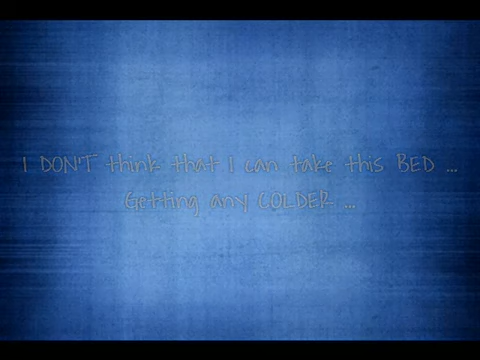 I DON'T think that I can take this BED ...
Getting any COLDER ...